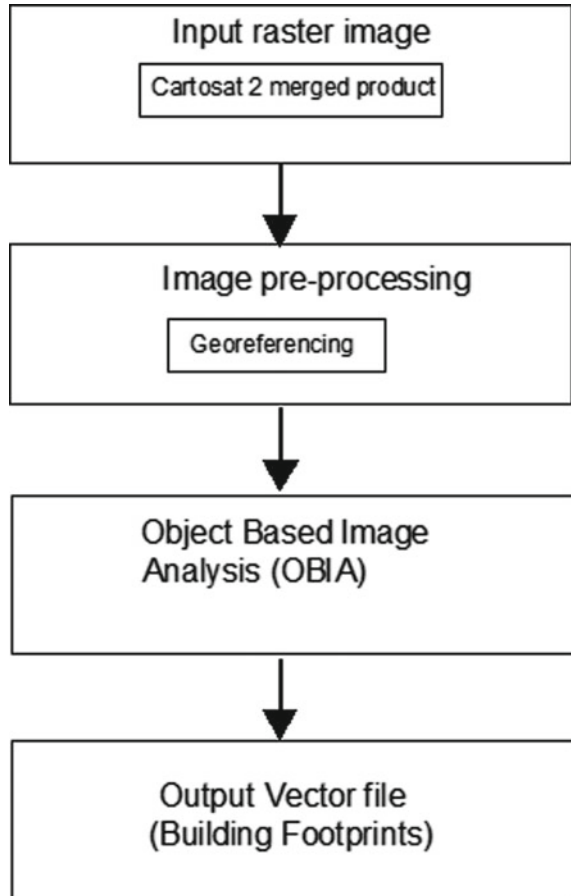 Input raster image
Cartosat 2 merged product
Image pre-processing
Georeferencing
Object Based Image
Analysis (OBIA)
Output Vector file
(Building Footprints)